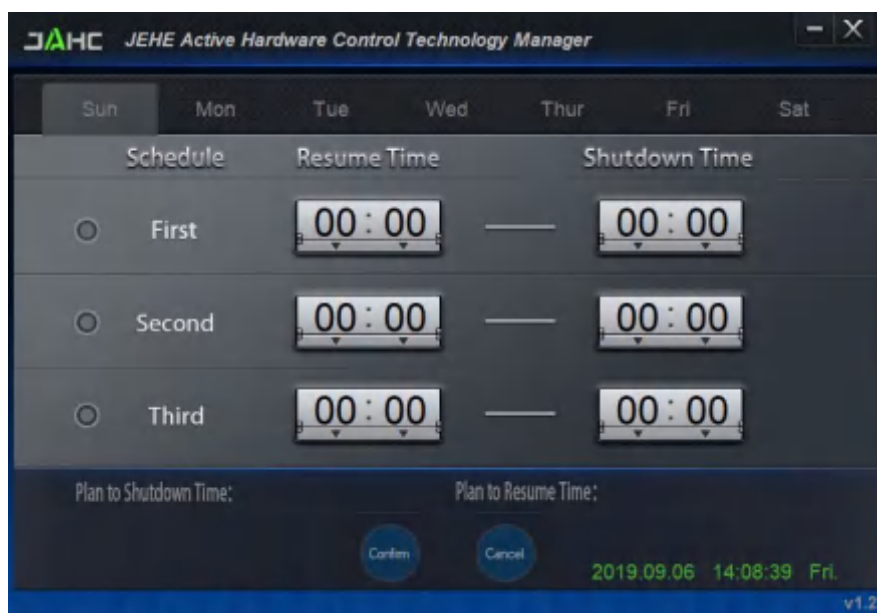 JAHC JEHE Active Hardware Control Technology Manager
Sun Mon Tue Wed Thur Fri Sat
Schedule Resume Time Shutdown Time
First 00:00 00:00
Second 00:00 00:00
Third 00:00 00:00
Plan to Shutdown Time: Plan to Resume Time:
Confirm Cancel
2019.09.06 14:08:39 Fri.
v1.2